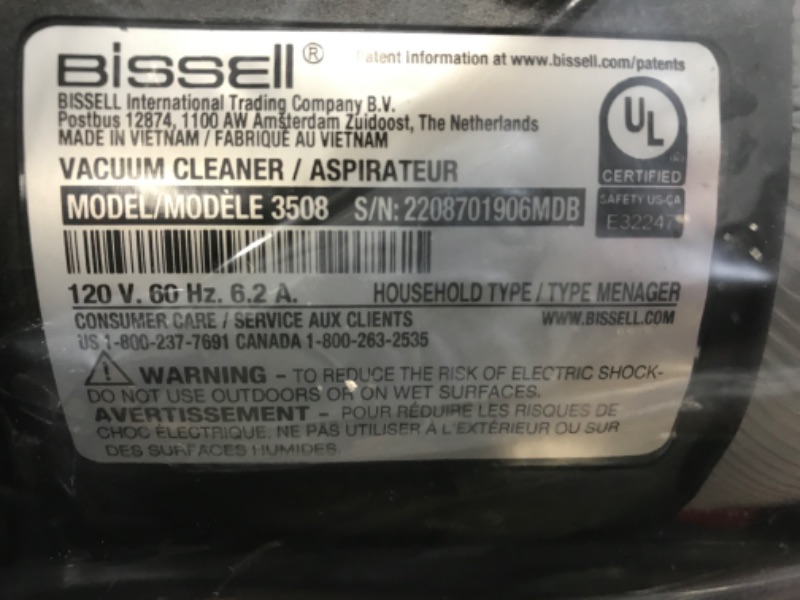 BISSELL®
Patent information at www.bissell.com/patents
BISSELL International Trading Company B.V.
Postbus 12874, 1100 AW Amsterdam Zuidoost, The Netherlands
MADE IN VIETNAM / FABRIQUÉ AU VIETNAM
UL
CERTIFIED
SAFETY US-CA
E32247
VACUUM CLEANER / ASPIRATEUR
MODEL/MODÈLE 3508 S/N: 2208701906MDB
120 V. 60 Hz. 6.2 A. HOUSEHOLD TYPE / TYPE MENAGER
CONSUMER CARE / SERVICE AUX CLIENTS WWW.BISSELL.COM
US 1-800-237-7691 CANADA 1-800-263-2535
WARNING – TO REDUCE THE RISK OF ELECTRIC SHOCK-
DO NOT USE OUTDOORS OR ON WET SURFACES.
AVERTISSEMENT – POUR RÉDUIRE LES RISQUES DE
CHOC ÉLECTRIQUE: NE PAS UTILISER À L'EXTÉRIEUR OU SUR
DES SURFACES HUMIDES.